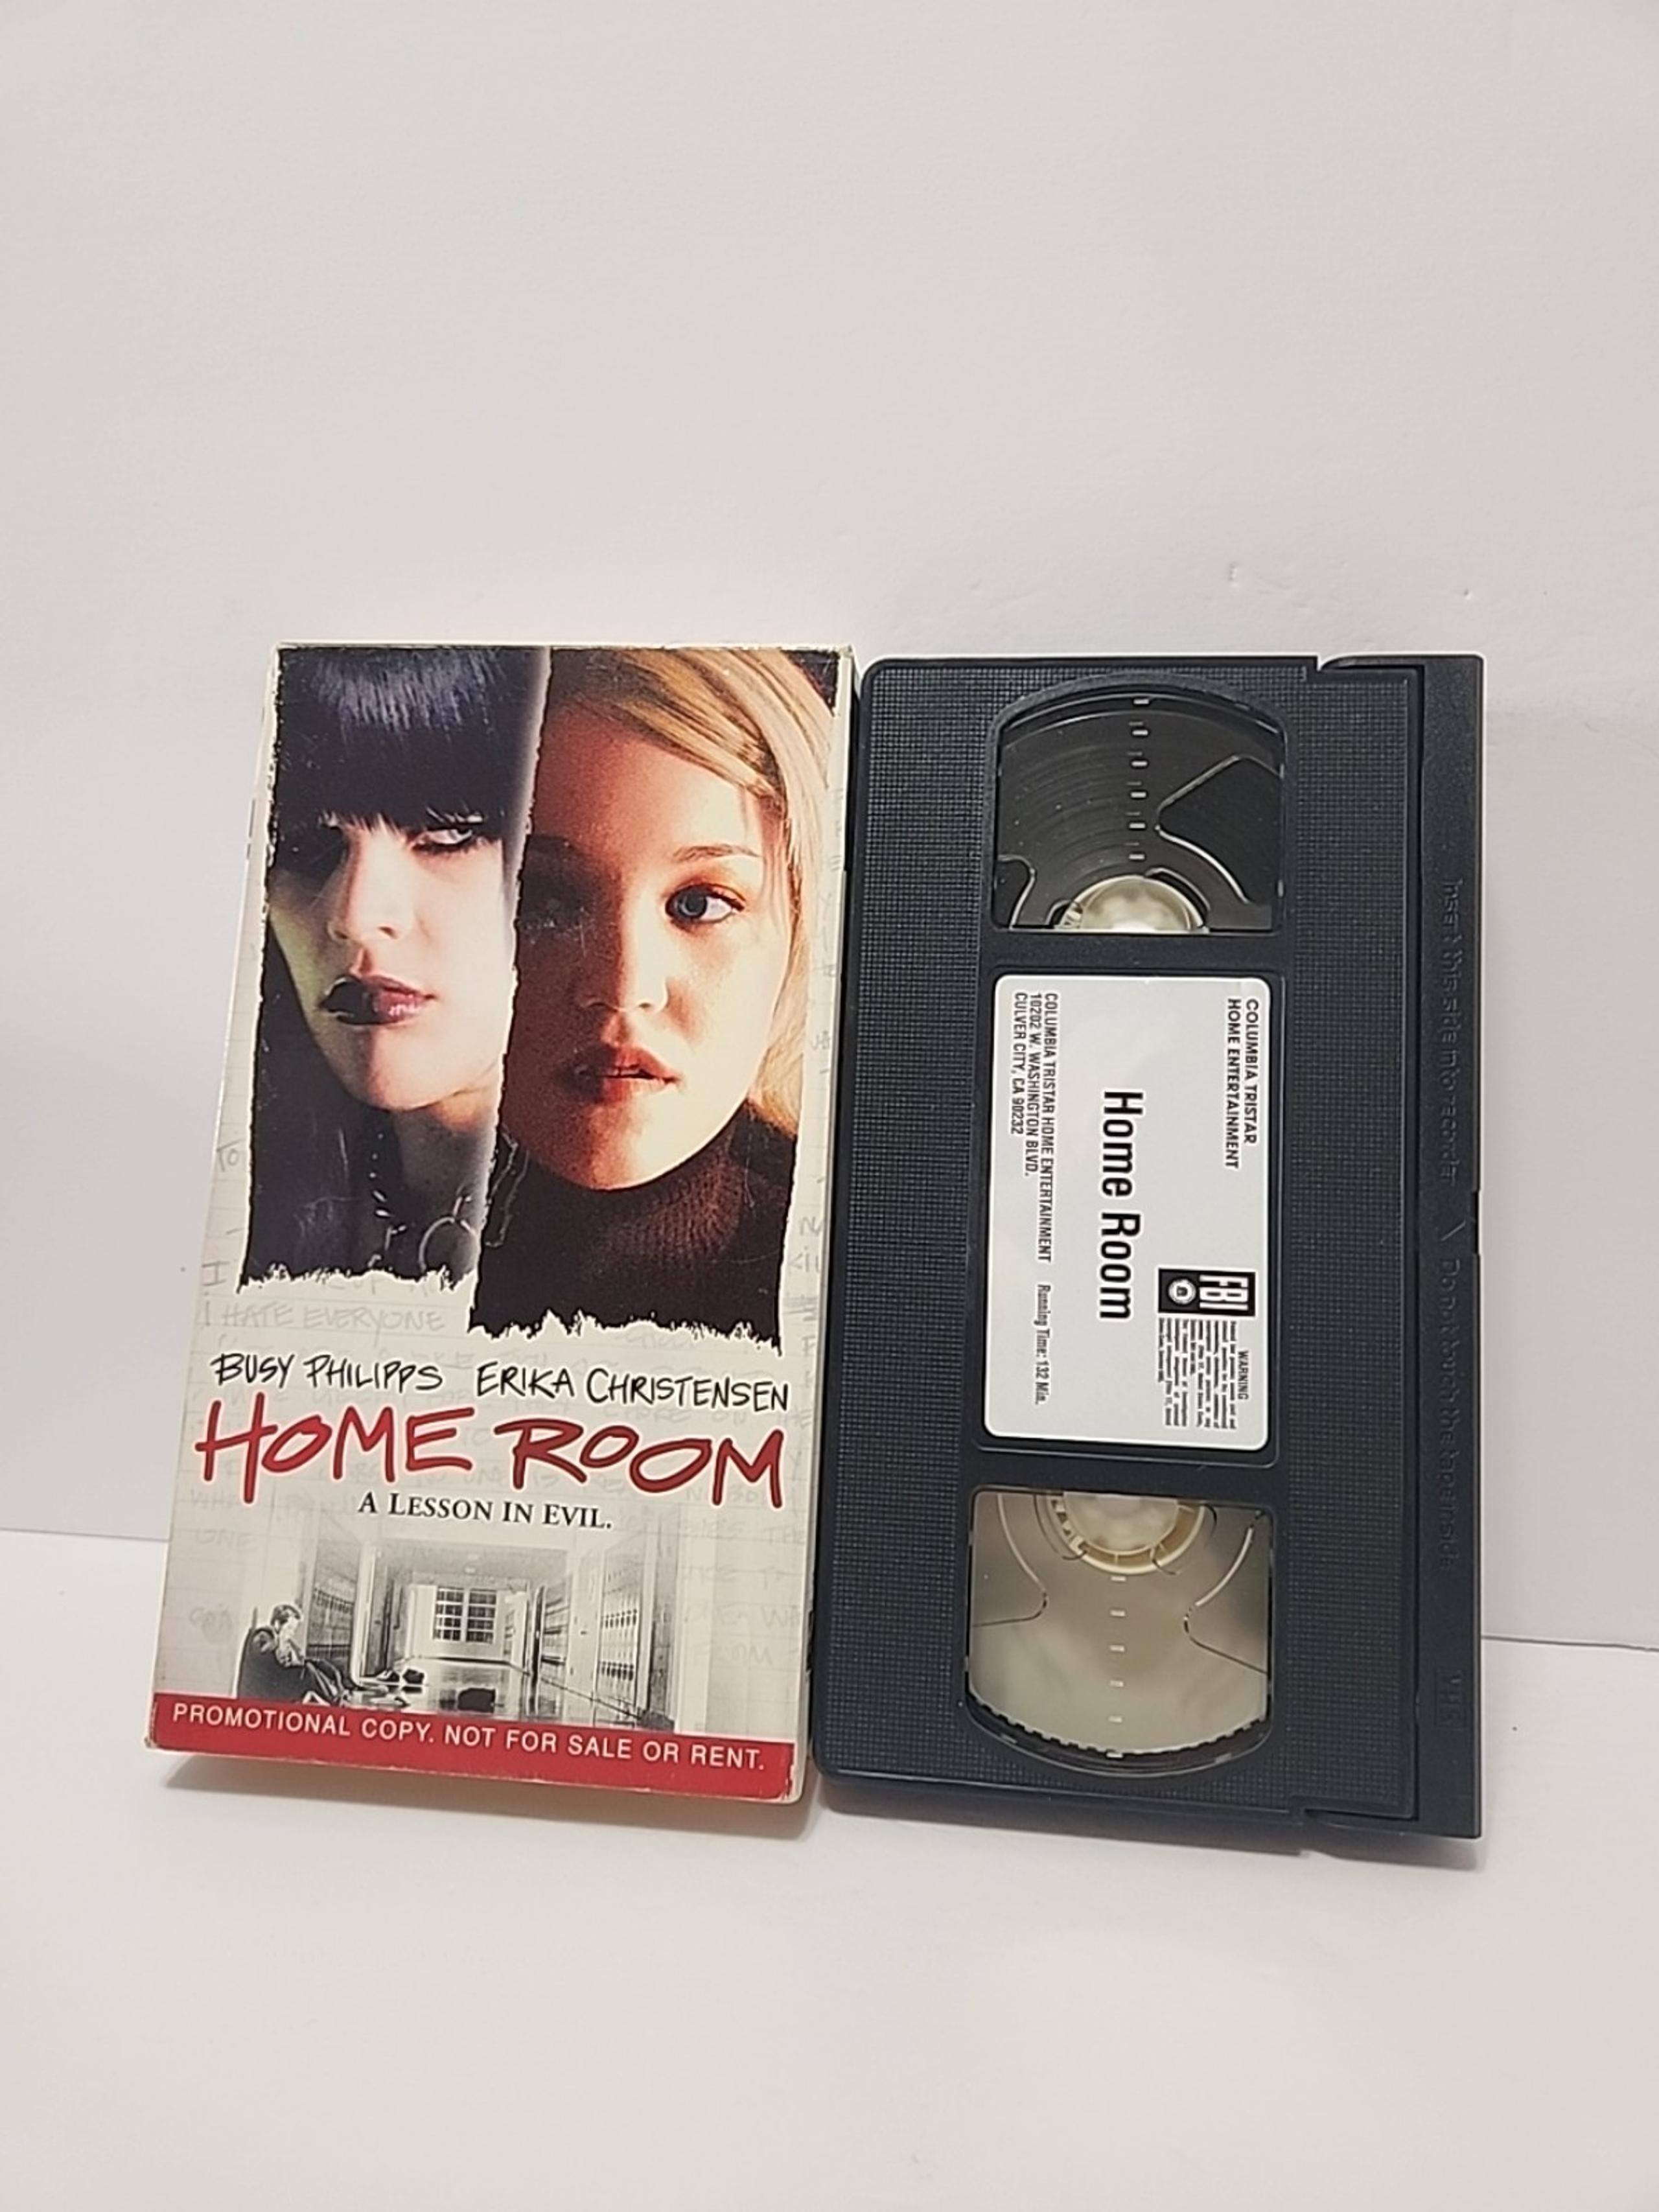 I HATE EVERYONE
BUSY PHILIPPS ERIKA CHRISTENSEN
HOME ROOM
A LESSON IN EVIL.
PROMOTIONAL COPY. NOT FOR SALE OR RENT.
COLUMBIA TRISTAR
HOME ENTERTAINMENT
FBI
WARNING
Home Room
COLUMBIA TRISTAR HOME ENTERTAINMENT
10202 W. WASHINGTON BLVD.
CULVER CITY, CA 90232
Running Time: 132 Min.
Insert this side into recorder \ Do not touch the tape inside
VHS